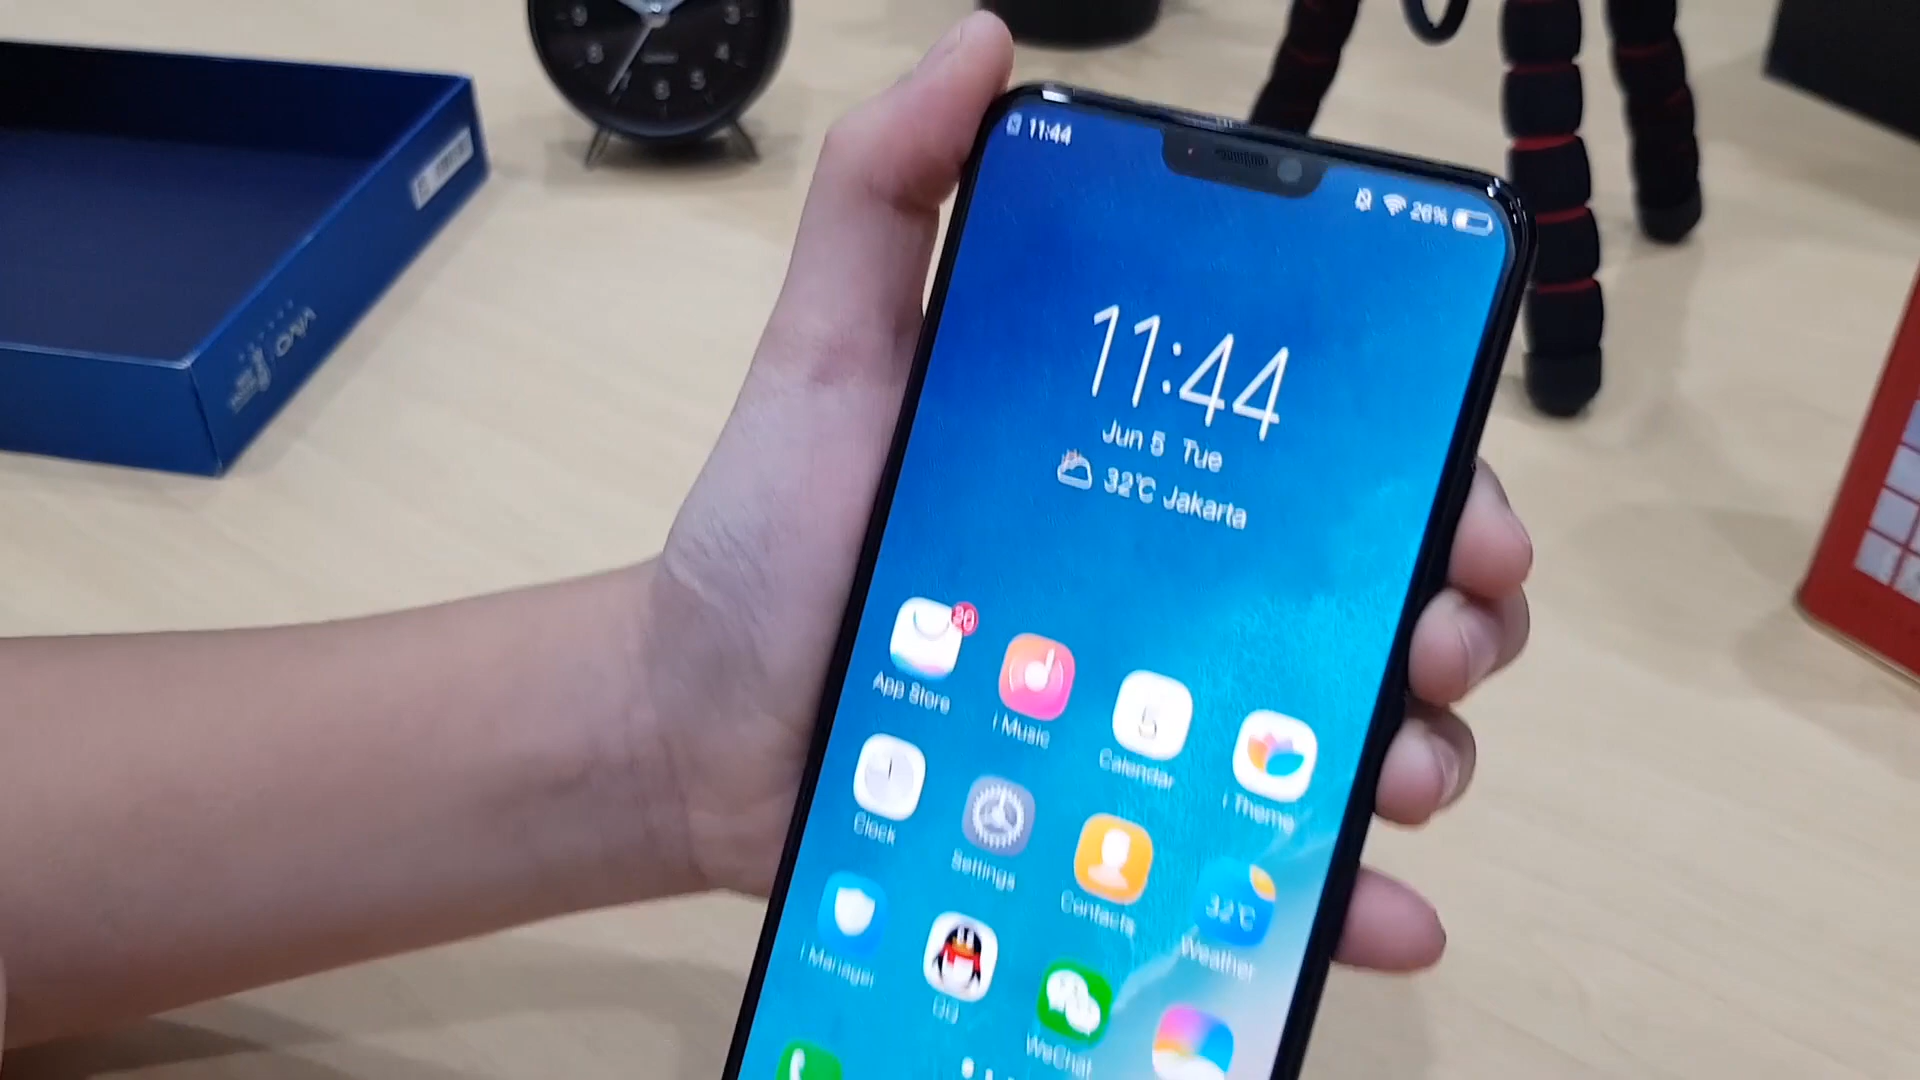 11:44
26%
11:44
Jun 5 Tue
32°C Jakarta
20
App Store
i Music
5
Calendar
i Theme
Clock
Settings
Contacts
32°C
Weather
i Manager
QQ
WeChat
vivo